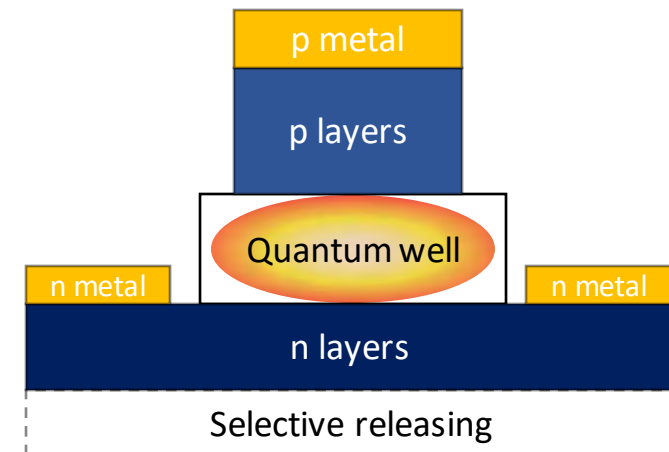 p metal
p layers
Quantum well
n metal
n metal
n layers
Selective releasing